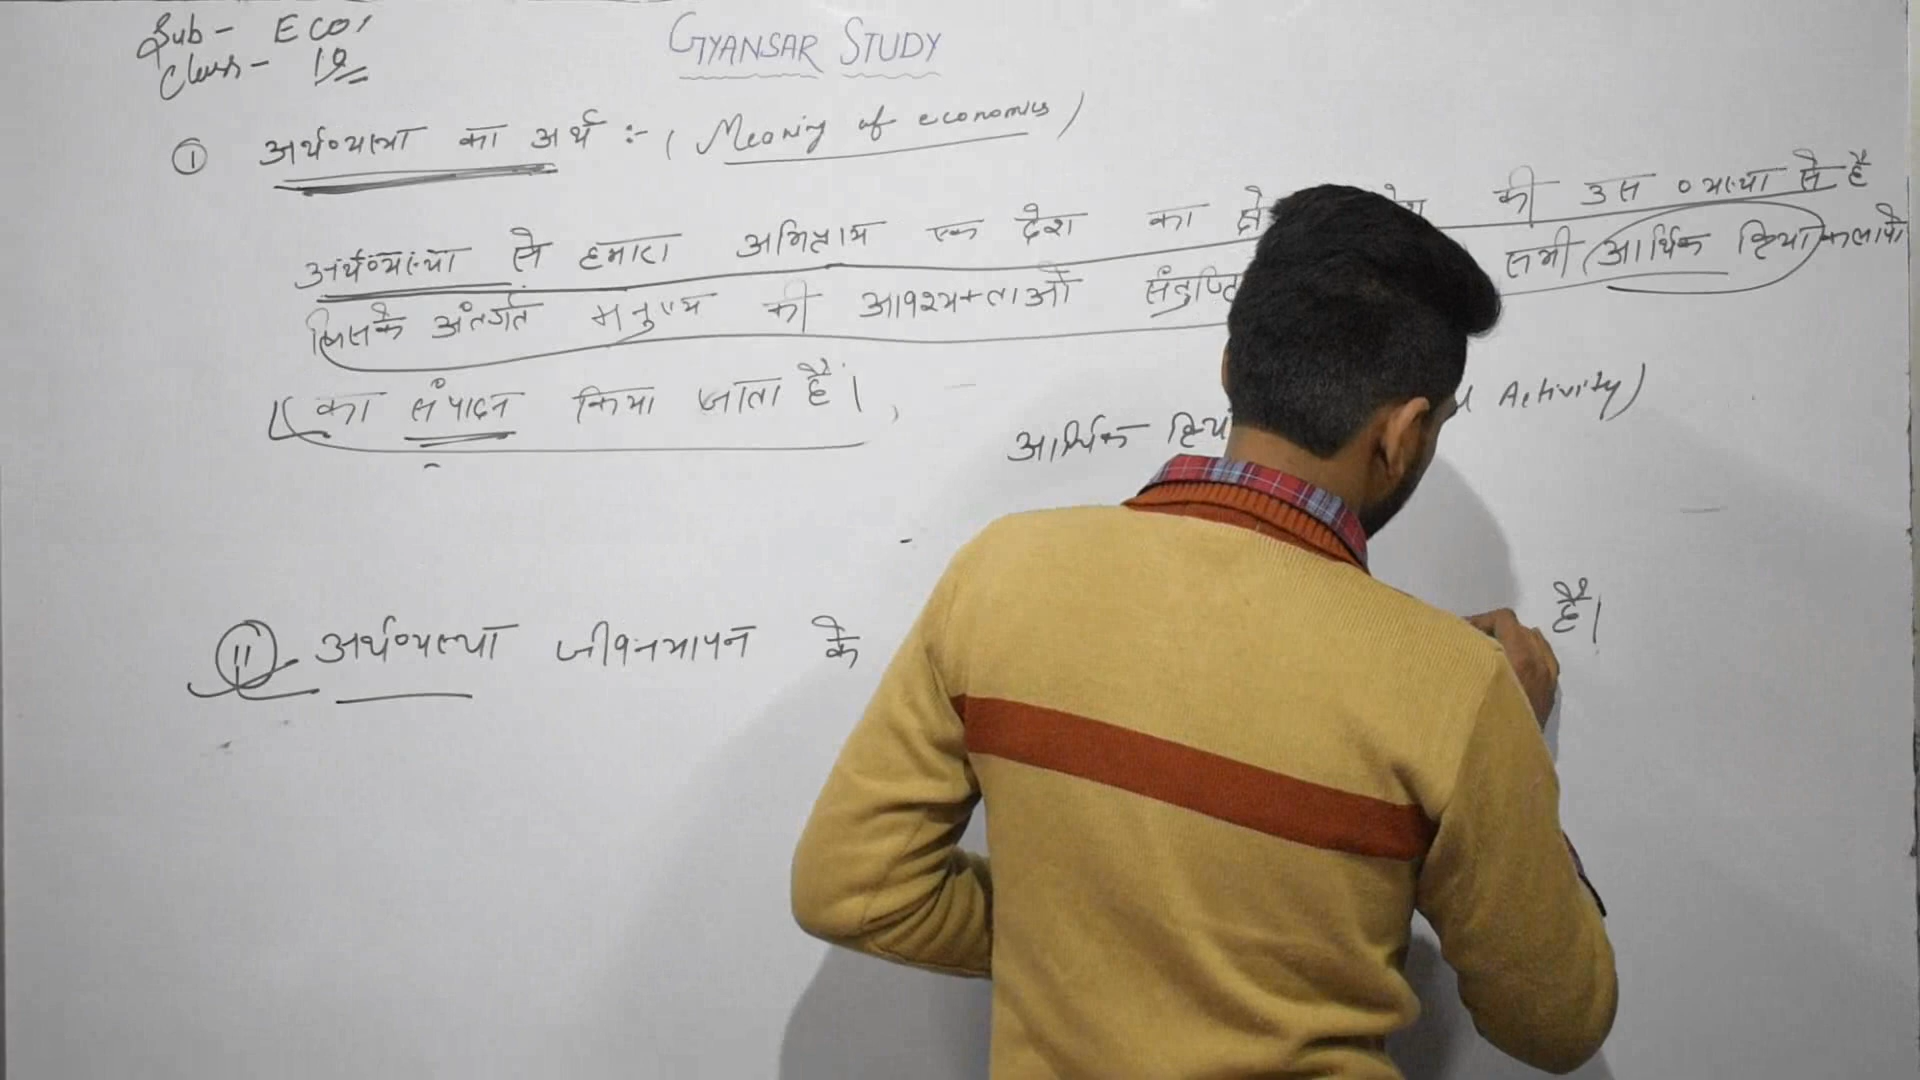 Sub- ECO.
Class- 10
GYANSAR STUDY
① अर्थव्यवस्था का अर्थ :- ( Meaning of economics )
अर्थव्यवस्था से हमारा अभिप्राय एक देश का की उस व्यवस्था से है
जिसके अंतर्गत मनुष्य की आवश्यकताओं संतुष्टि सभी आर्थिक क्रियाकलापों
का संपादन किया जाता है।
आर्थिक Activity)
ii अर्थव्यवस्था जीवनयापन के है।